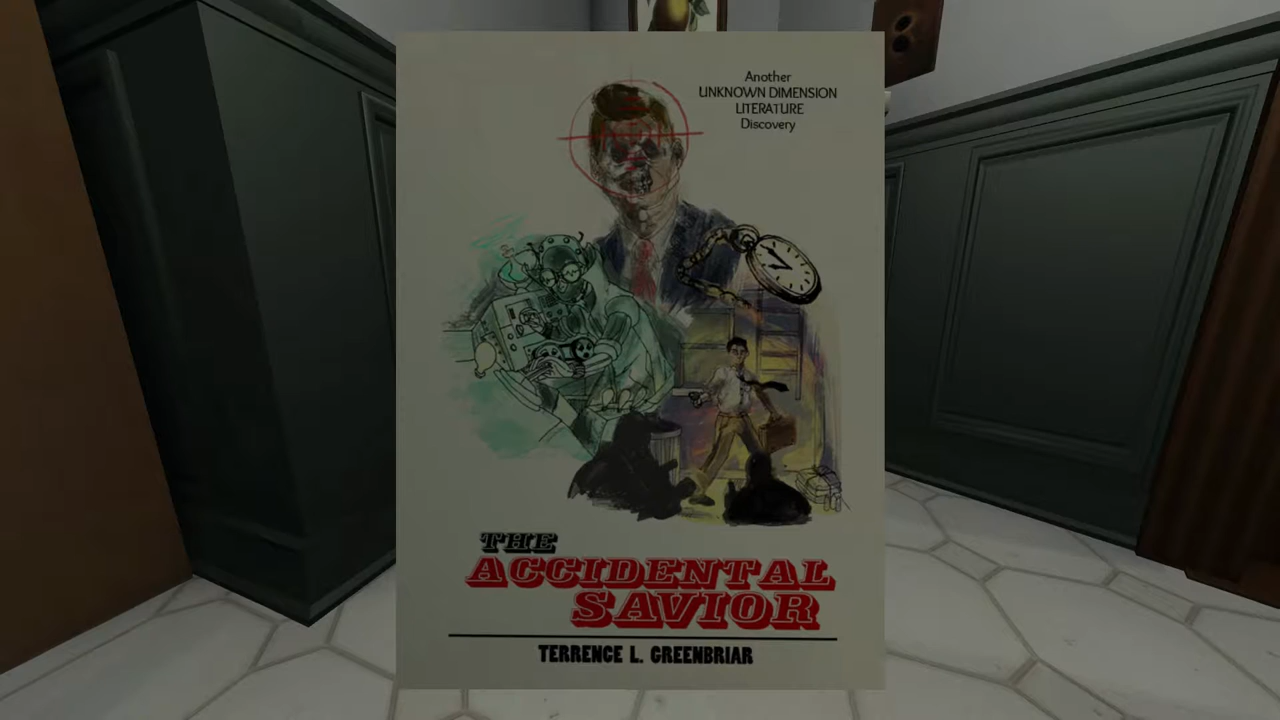 Another
UNKNOWN DIMENSION
LITERATURE
Discovery
THE
ACCIDENTAL
SAVIOR
TERRENCE L. GREENBRIAR